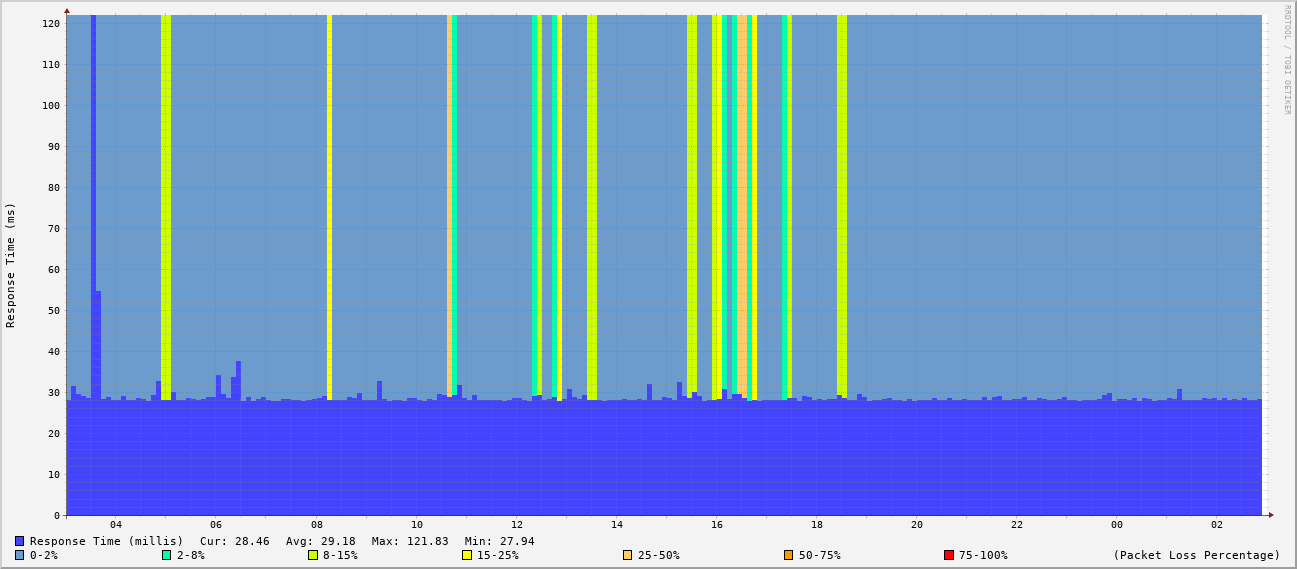 RRDTOOL / TOBI OETIKER
Response Time (ms)
120
110
100
90
80
70
60
50
40
30
20
10
0
04 06 08 10 12 14 16 18 20 22 00 02
Response Time (millis) Cur: 28.46 Avg: 29.18 Max: 121.83 Min: 27.94
0-2% 2-8% 8-15% 15-25% 25-50% 50-75% 75-100% (Packet Loss Percentage)